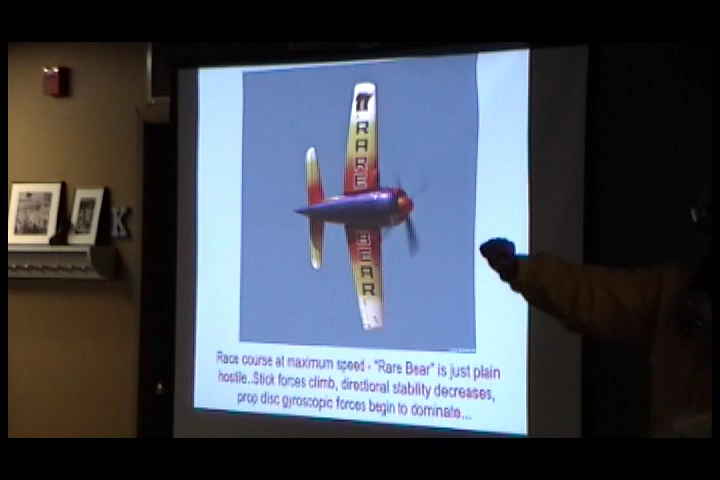 77
RARE
BEAR
K
Race course at maximum speed - "Rare Bear" is just plain
hostile..Stick forces climb, directional stability decreases,
prop disc gyroscopic forces begin to dominate...